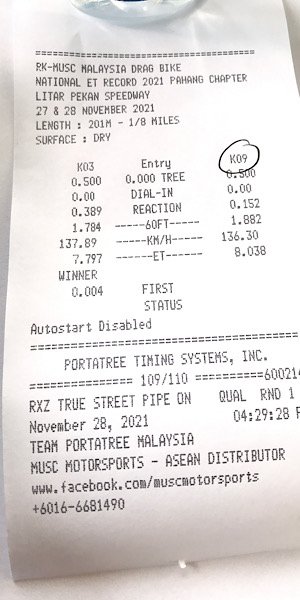 ================================================
RK-MUSC MALAYSIA DRAG BIKE
NATIONAL ET RECORD 2021 PAHANG CHAPTER
LITAR PEKAN SPEEDWAY
27 & 28 NOVEMBER 2021
LENGTH : 201M - 1/8 MILES
SURFACE : DRY
K03 Entry K09
0.500 0.000 TREE 0.500
0.00 DIAL-IN 0.00
0.389 REACTION 0.152
1.784 -----60FT----- 1.882
137.89 -----KM/H----- 136.30
7.797 ------ET------ 8.038
WINNER
0.004 FIRST
STATUS
Autostart Disabled
================================================
PORTATREE TIMING SYSTEMS, INC.
============== 109/110 ==========
RXZ TRUE STREET PIPE ON QUAL RND 1
November 28, 2021 04:29:28
TEAM PORTATREE MALAYSIA
MUSC MOTORSPORTS - ASEAN DISTRIBUTOR
www.facebook.com/muscmotorsports
+6016-6681490